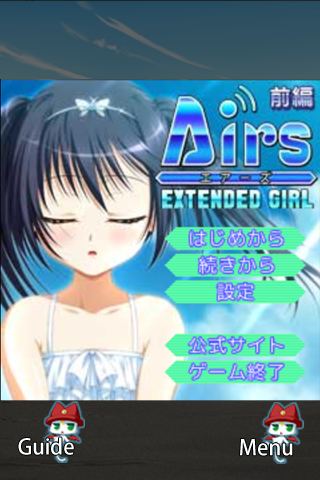 前編
Airs
エアーズ
EXTENDED GIRL
はじめから
続きから
設定
公式サイト
ゲーム終了
Guide
Menu